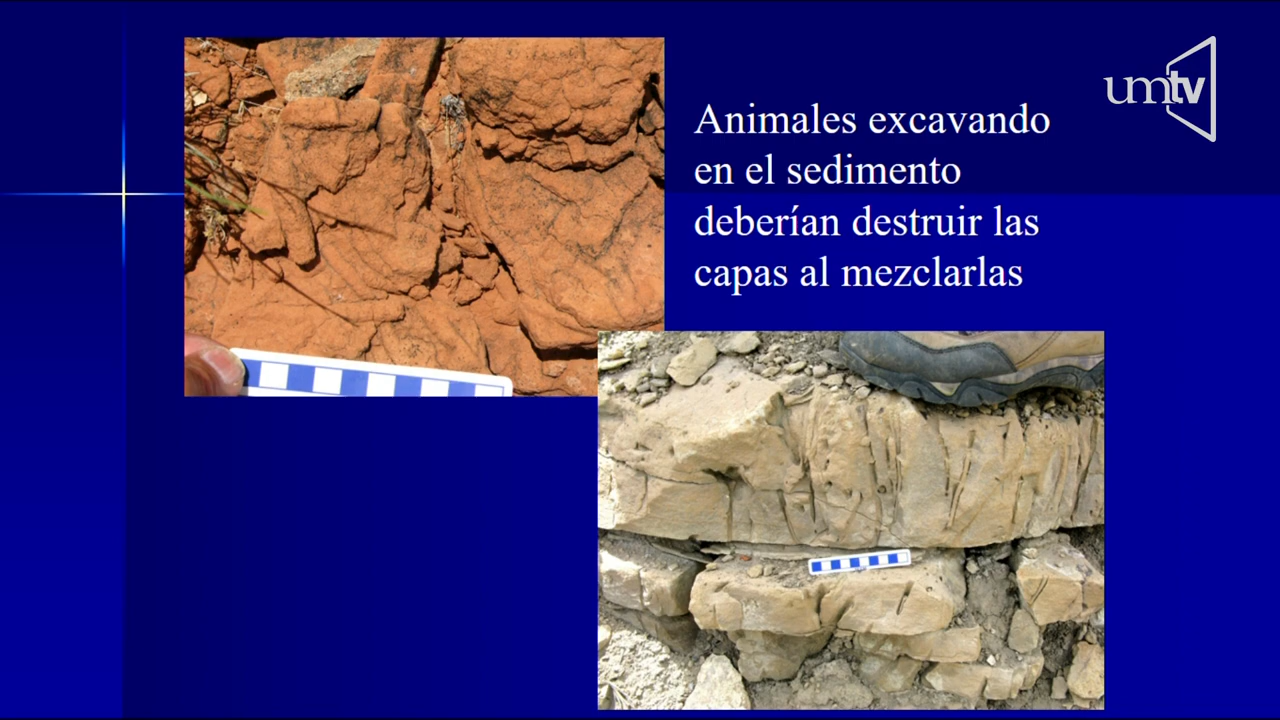 umtv
Animales excavando
en el sedimento
deberían destruir las
capas al mezclarlas